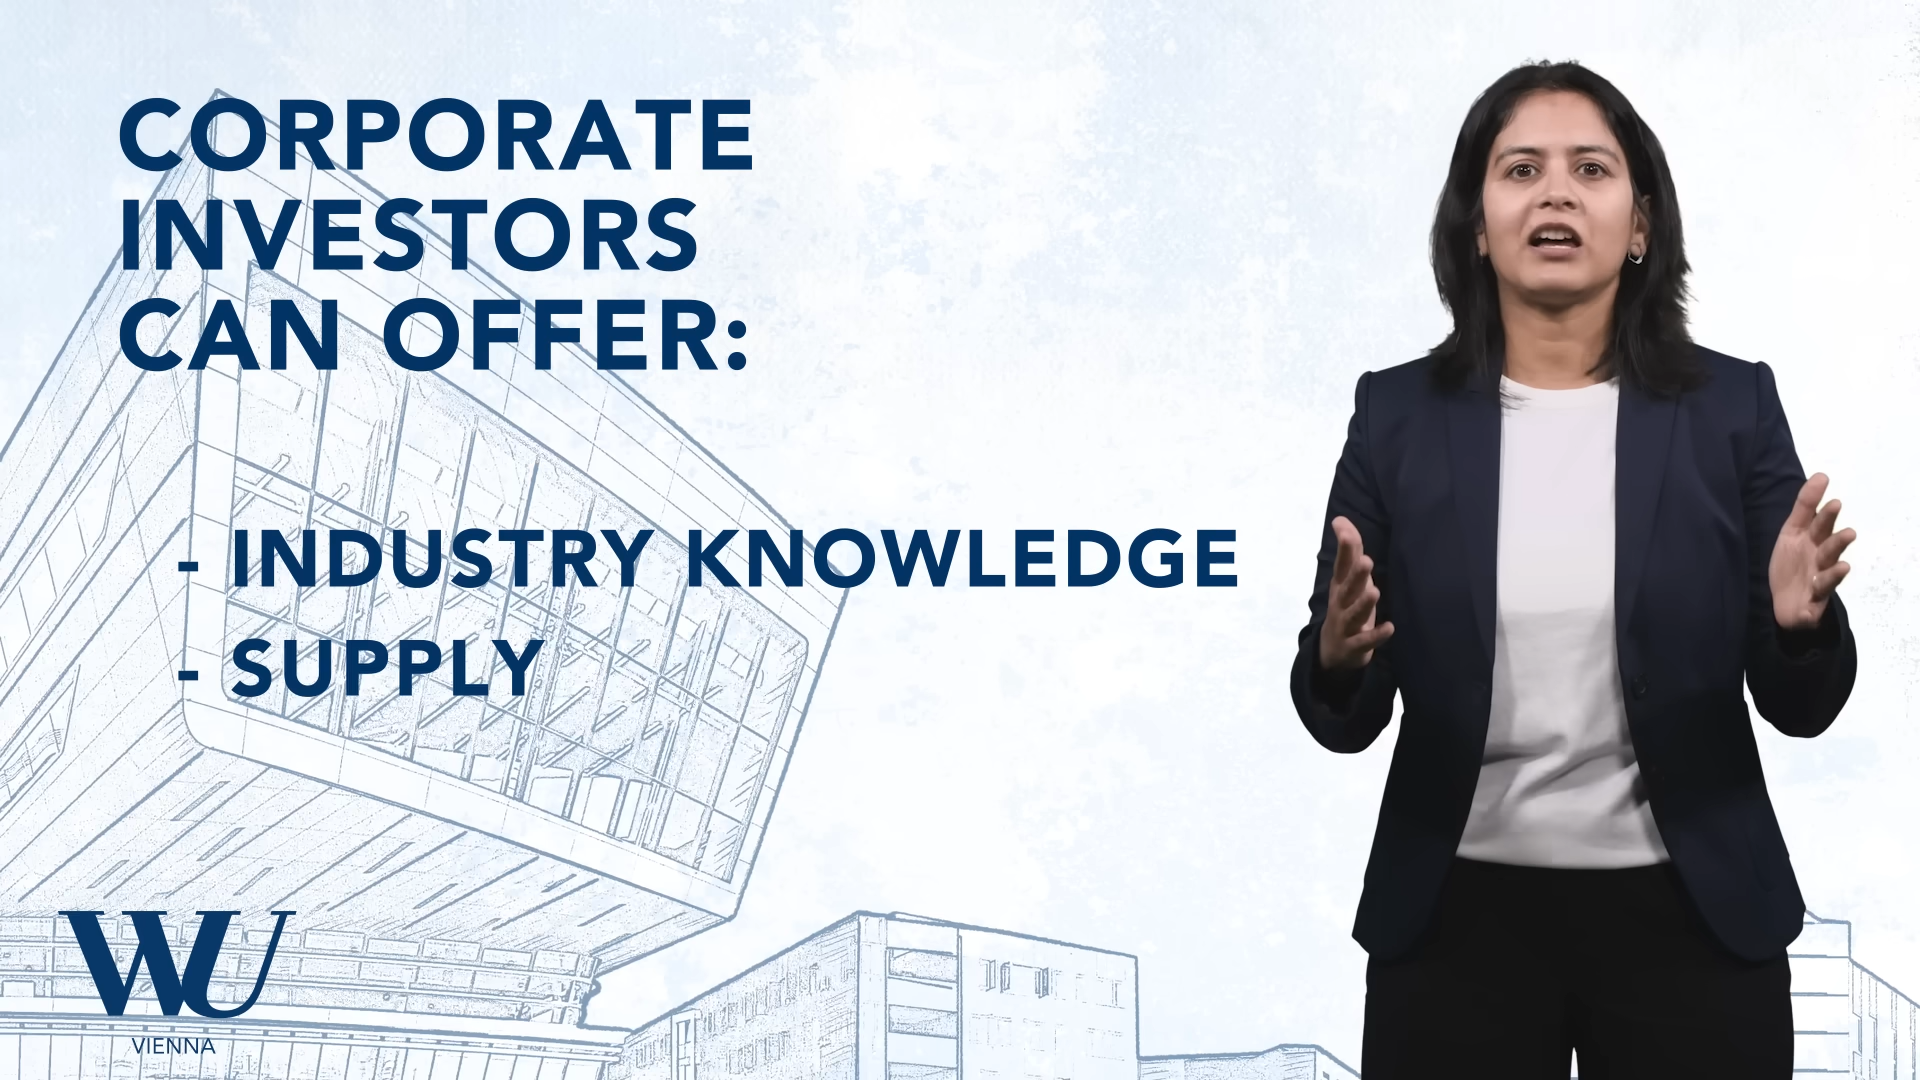 CORPORATE
INVESTORS
CAN OFFER:
- INDUSTRY KNOWLEDGE
- SUPPLY
WU
VIENNA